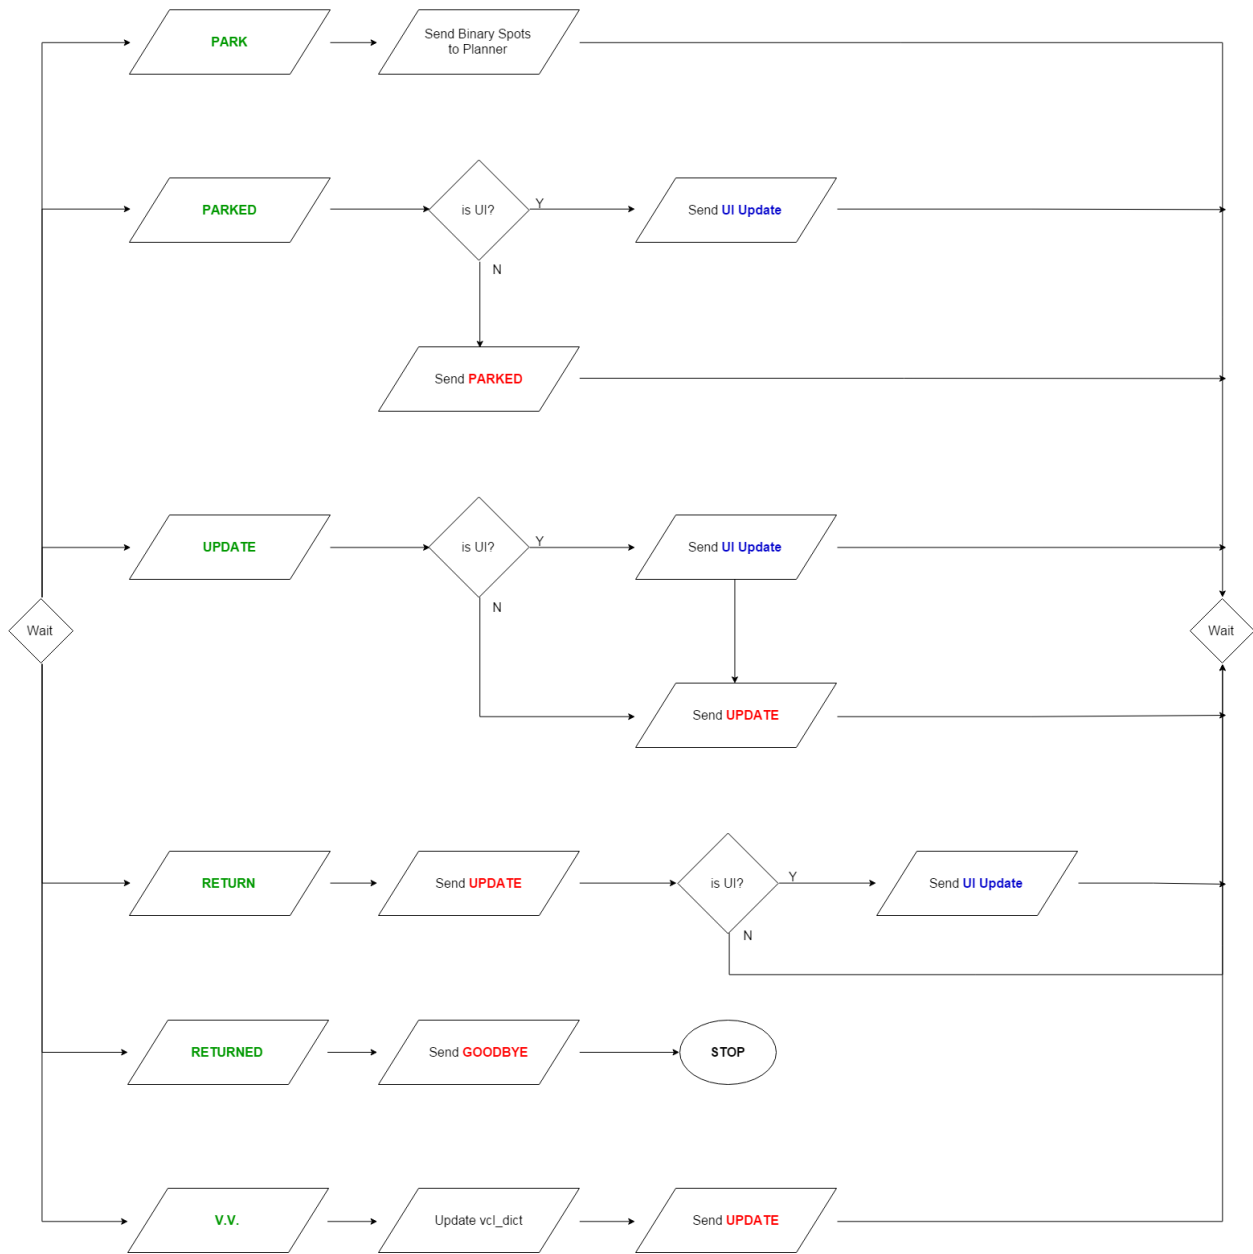 PARK
Send Binary Spots
to Planner
PARKED
is UI?
Y
Send UI Update
N
Send PARKED
UPDATE
is UI?
Y
Send UI Update
N
Wait
Wait
Send UPDATE
RETURN
Send UPDATE
is UI?
Y
Send UI Update
N
RETURNED
Send GOODBYE
STOP
V.V.
Update vcl_dict
Send UPDATE